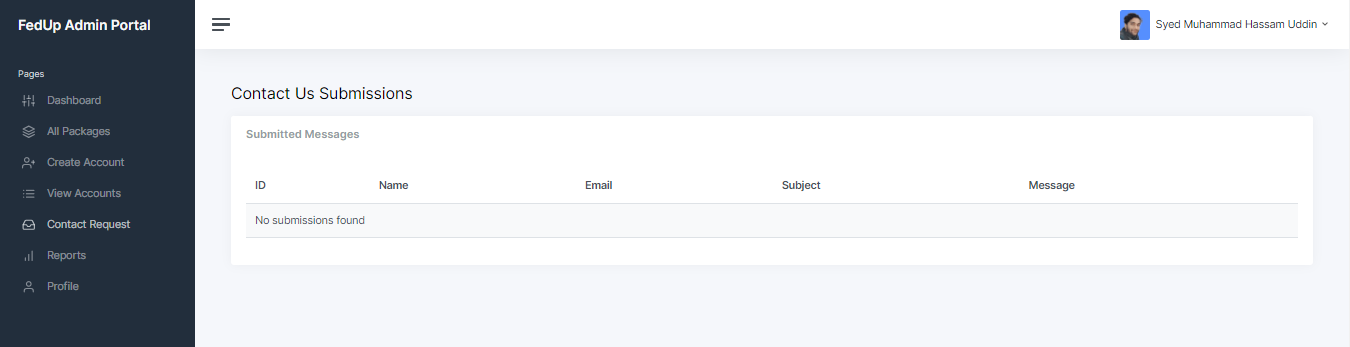 FedUp Admin Portal
Syed Muhammad Hassam Uddin
Pages
Dashboard
All Packages
Create Account
View Accounts
Contact Request
Reports
Profile
Contact Us Submissions
Submitted Messages
ID Name Email Subject Message
No submissions found